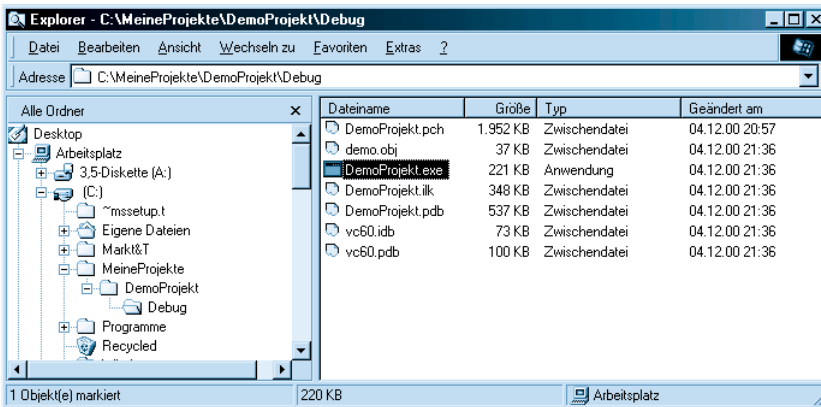 Explorer - C:\MeineProjekte\DemoProjekt\Debug
Datei Bearbeiten Ansicht Wechseln zu Favoriten Extras ?
Adresse C:\MeineProjekte\DemoProjekt\Debug
Alle Ordner
Desktop
Arbeitsplatz
3,5-Diskette (A:)
(C:)
~mssetup.t
Eigene Dateien
Markt&T
MeineProjekte
DemoProjekt
Debug
Programme
Recycled
Dateiname Größe Typ Geändert am
DemoProjekt.pch 1.952 KB Zwischendatei 04.12.00 20:57
demo.obj 37 KB Zwischendatei 04.12.00 21:36
DemoProjekt.exe 221 KB Anwendung 04.12.00 21:36
DemoProjekt.ilk 348 KB Zwischendatei 04.12.00 21:36
DemoProjekt.pdb 537 KB Zwischendatei 04.12.00 21:36
vc60.idb 73 KB Zwischendatei 04.12.00 21:36
vc60.pdb 100 KB Zwischendatei 04.12.00 21:36
1 Objekt(e) markiert 220 KB Arbeitsplatz